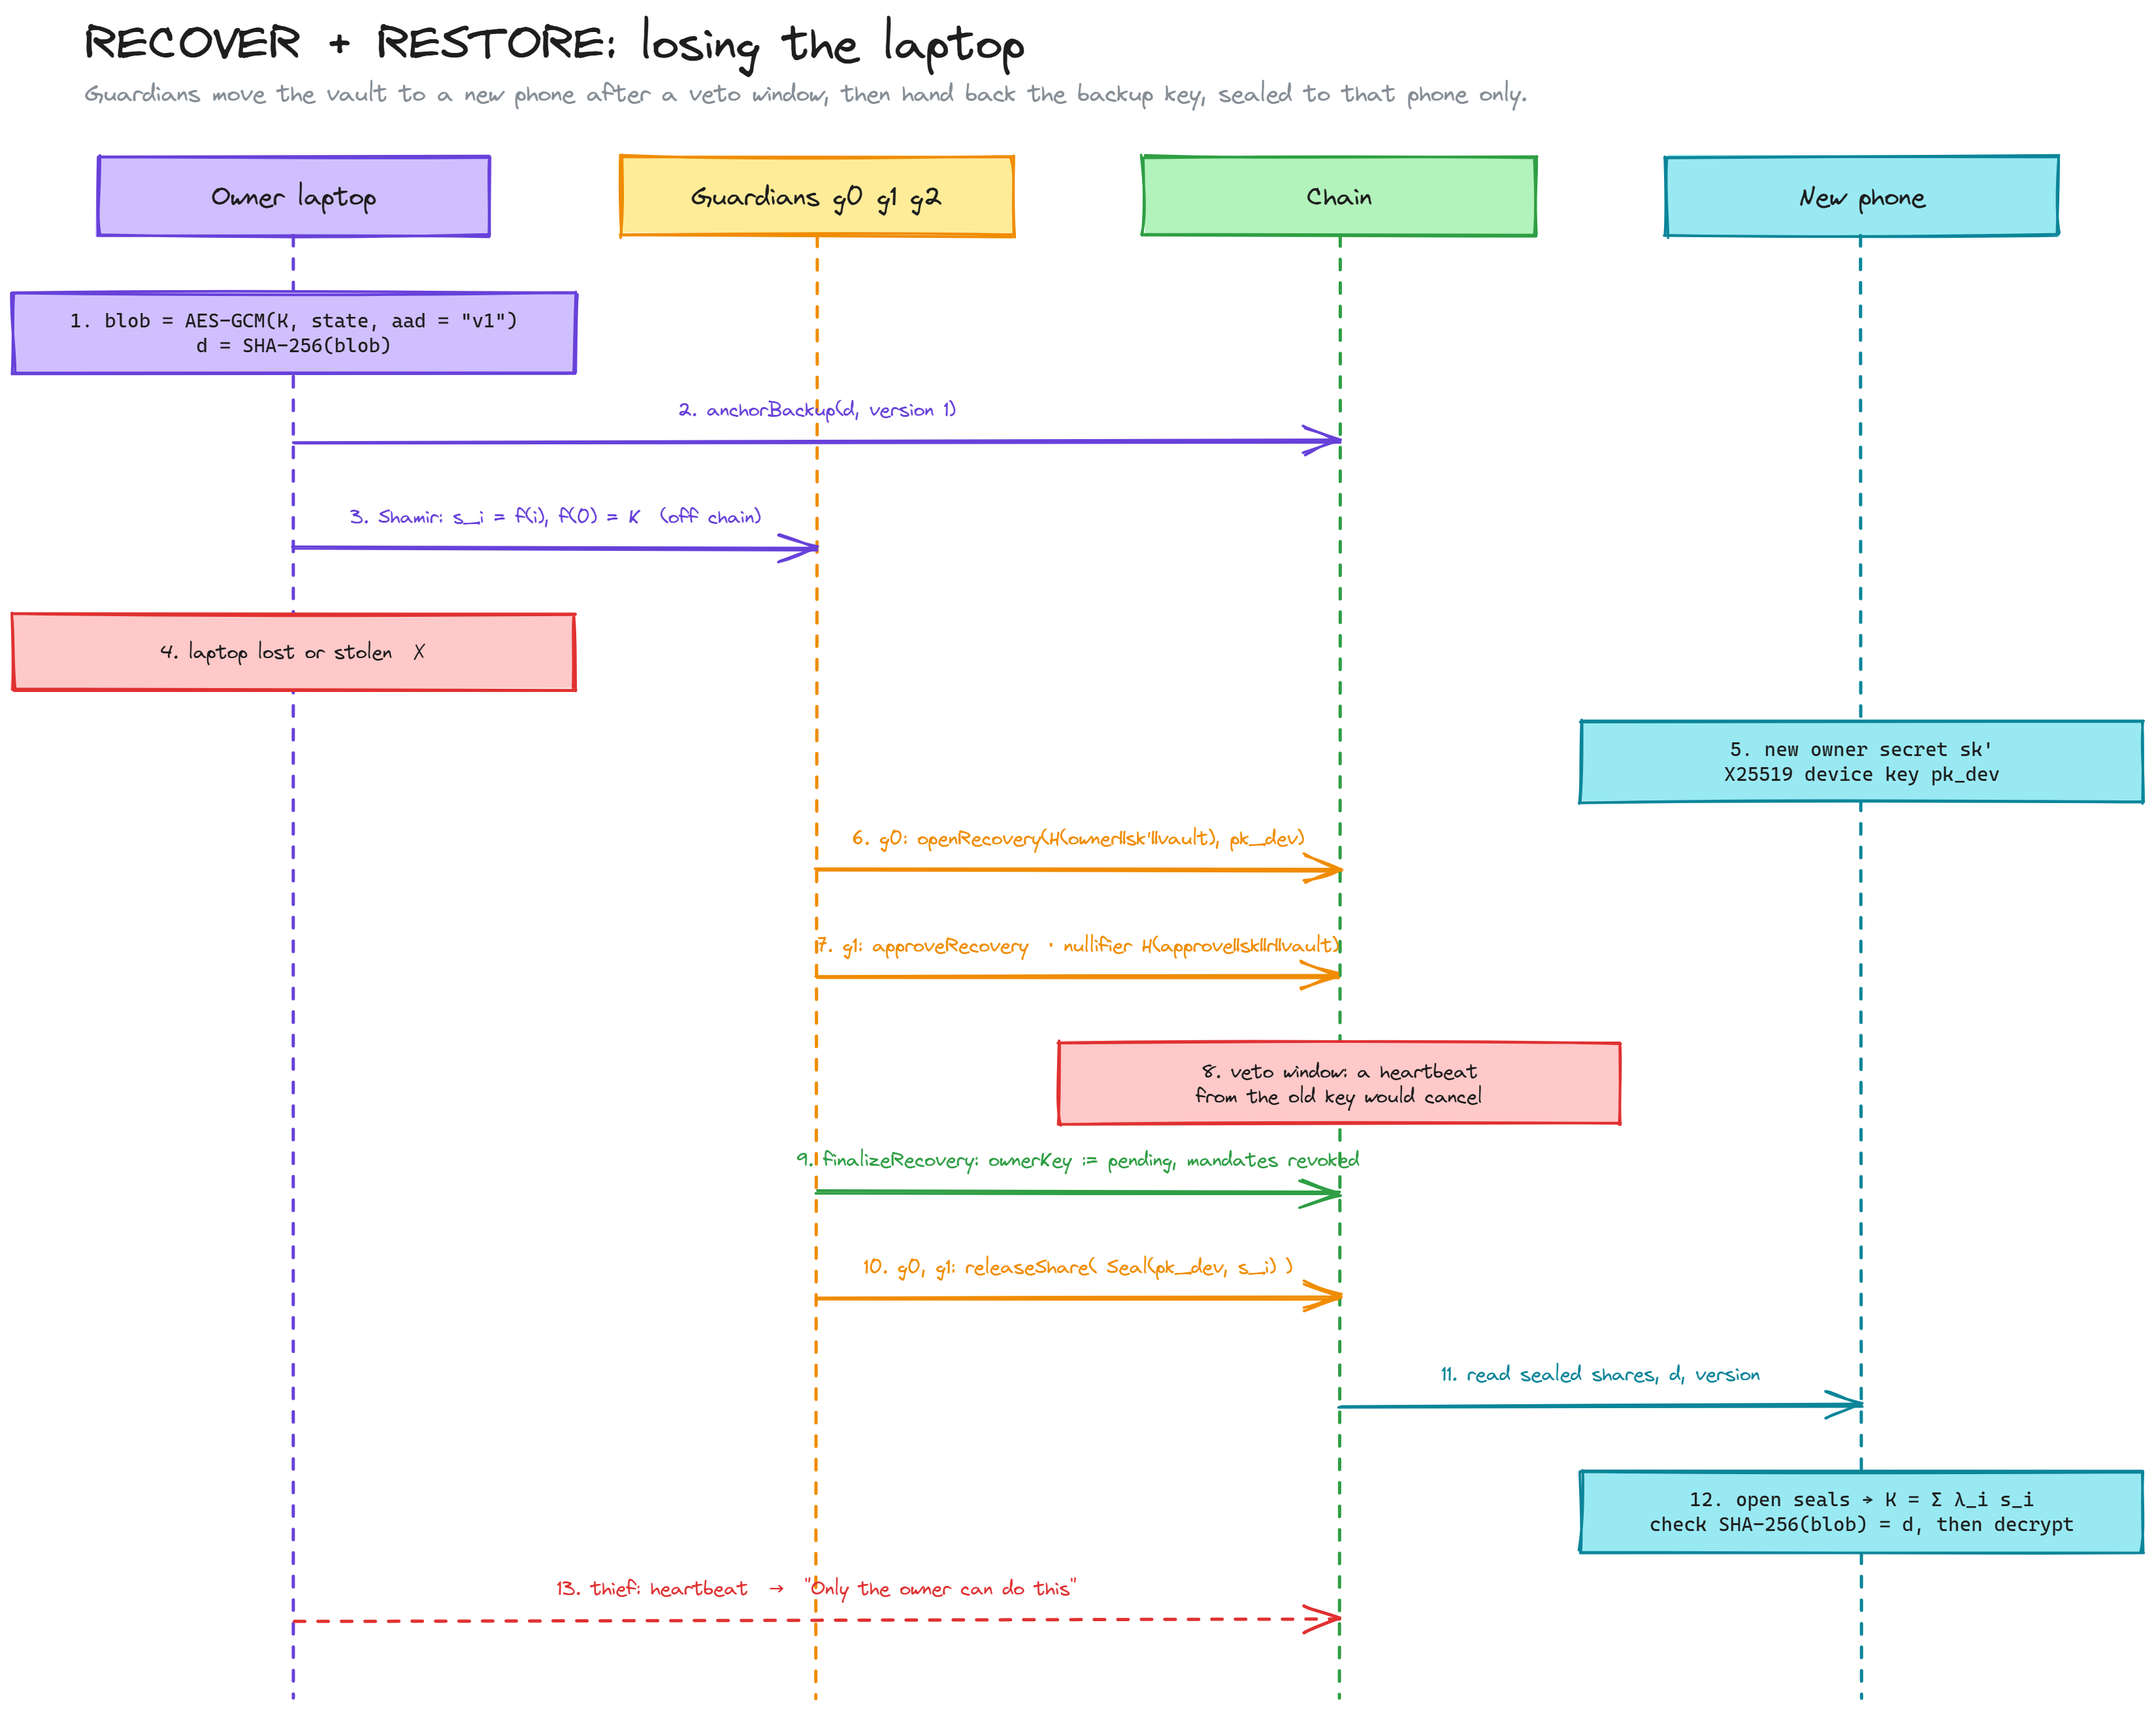 RECOVER + RESTORE: losing the laptop
Guardians move the vault to a new phone after a veto window, then hand back the backup key, sealed to that phone only.
Owner laptop
Guardians g0 g1 g2
Chain
New phone
1. blob = AES-GCM(K, state, aad = "v1")
d = SHA-256(blob)
2. anchorBackup(d, version 1)
3. Shamir: s_i = f(i), f(0) = K (off chain)
4. laptop lost or stolen X
5. new owner secret sk'
X25519 device key pk_dev
6. g0: openRecovery(H(owner||sk'||vault), pk_dev)
7. g1: approveRecovery · nullifier H(approve||sk||r||vault)
8. veto window: a heartbeat
from the old key would cancel
9. finalizeRecovery: ownerKey := pending, mandates revoked
10. g0, g1: releaseShare( Seal(pk_dev, s_i) )
11. read sealed shares, d, version
12. open seals → K = Σ λ_i s_i
check SHA-256(blob) = d, then decrypt
13. thief: heartbeat → "Only the owner can do this"